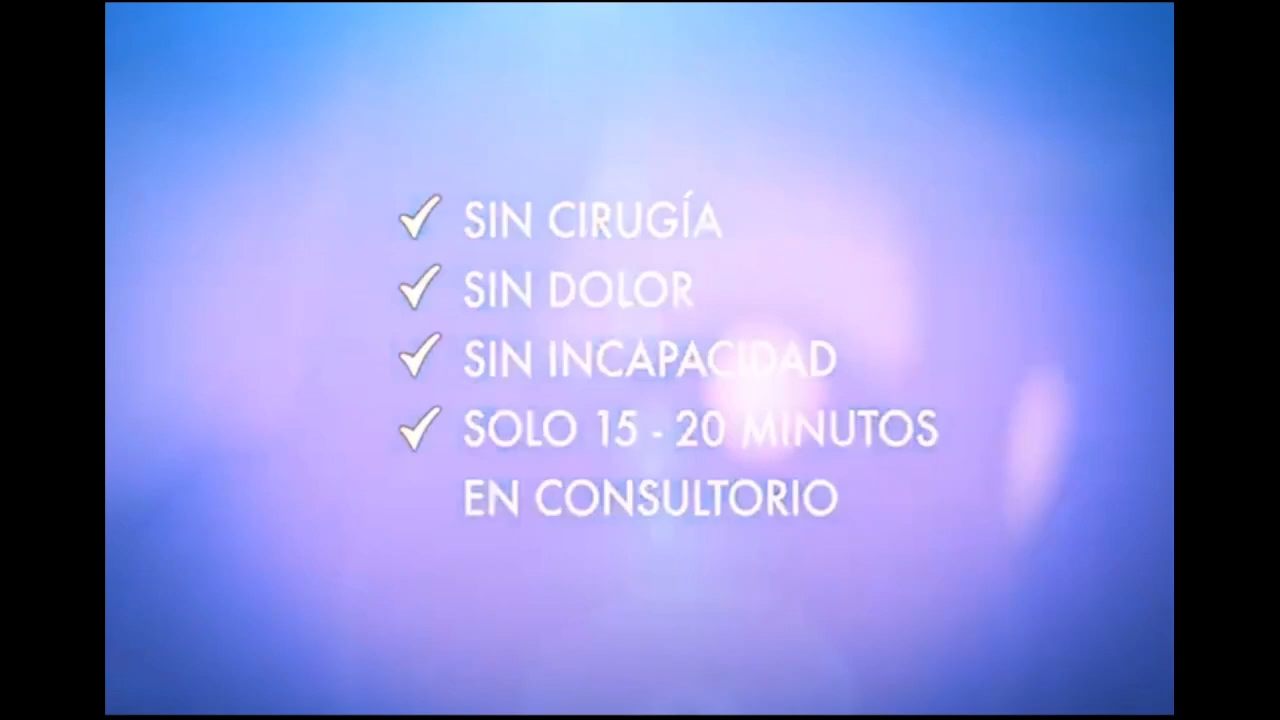 SIN CIRUGÍA
SIN DOLOR
SIN INCAPACIDAD
SOLO 15 - 20 MINUTOS
EN CONSULTORIO